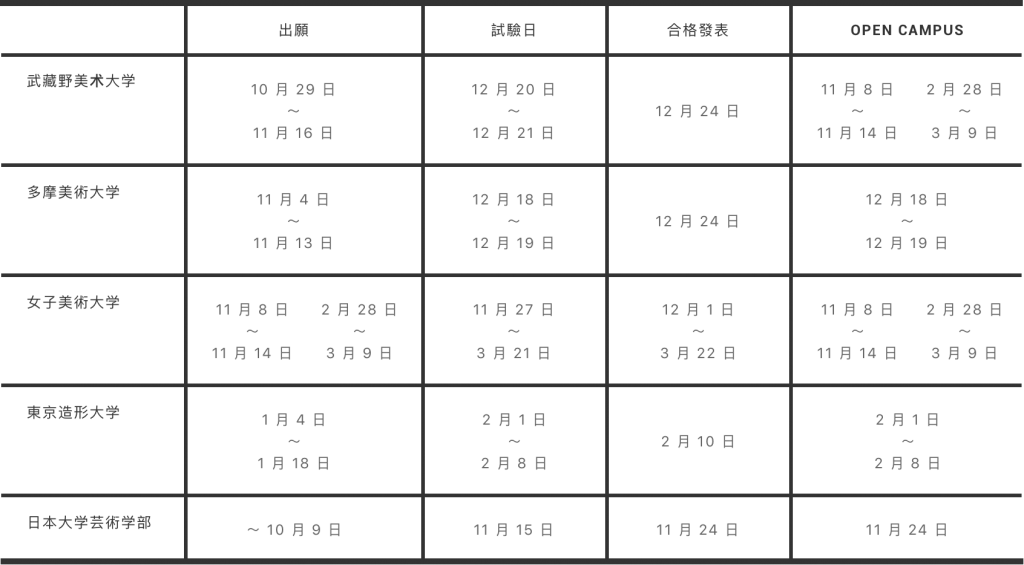 出願 試驗日 合格發表 OPEN CAMPUS
武蔵野美术大学
10 月 29 日 12 月 20 日 11 月 8 日 2 月 28 日
～ ～ 12 月 24 日 ～ ～
11 月 16 日 12 月 21 日 11 月 14 日 3 月 9 日
多摩美術大学
11 月 4 日 12 月 18 日 12 月 18 日
～ ～ 12 月 24 日 ～
11 月 13 日 12 月 19 日 12 月 19 日
女子美術大学
11 月 8 日 2 月 28 日 11 月 27 日 12 月 1 日 11 月 8 日 2 月 28 日
～ ～ ～ ～ ～ ～
11 月 14 日 3 月 9 日 3 月 21 日 3 月 22 日 11 月 14 日 3 月 9 日
東京造形大学
1 月 4 日 2 月 1 日 2 月 1 日
～ ～ 2 月 10 日 ～
1 月 18 日 2 月 8 日 2 月 8 日
日本大学芸術学部
～ 10 月 9 日 11 月 15 日 11 月 24 日 11 月 24 日